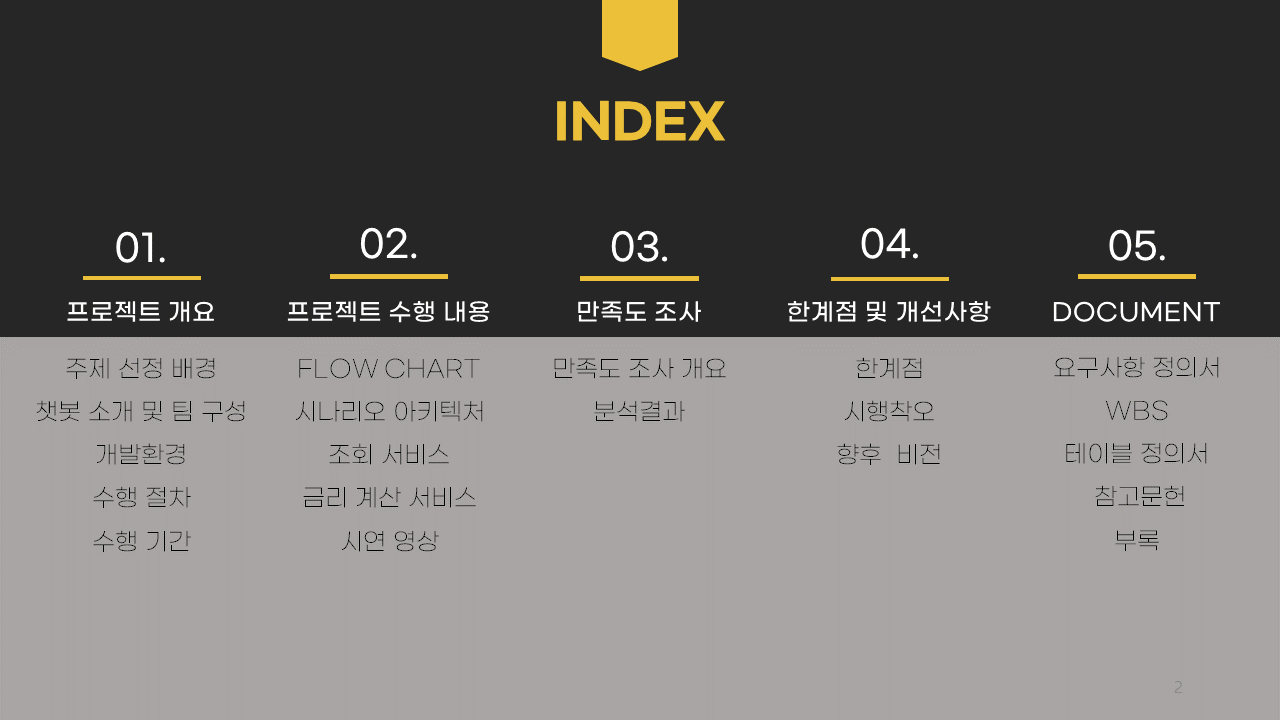 INDEX
01.
프로젝트 개요
주제 선정 배경
챗봇 소개 및 팀 구성
개발환경
수행 절차
수행 기간
02.
프로젝트 수행 내용
FLOW CHART
시나리오 아키텍처
조회 서비스
금리 계산 서비스
시연 영상
03.
만족도 조사
만족도 조사 개요
분석결과
04.
한계점 및 개선사항
한계점
시행착오
향후 비전
05.
DOCUMENT
요구사항 정의서
WBS
테이블 정의서
참고문헌
부록
2